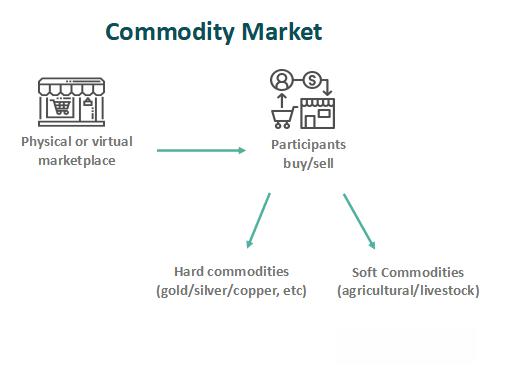 Commodity Market
Physical or virtual
marketplace
Participants
buy/sell
Hard commodities
(gold/silver/copper, etc)
Soft Commodities
(agricultural/livestock)